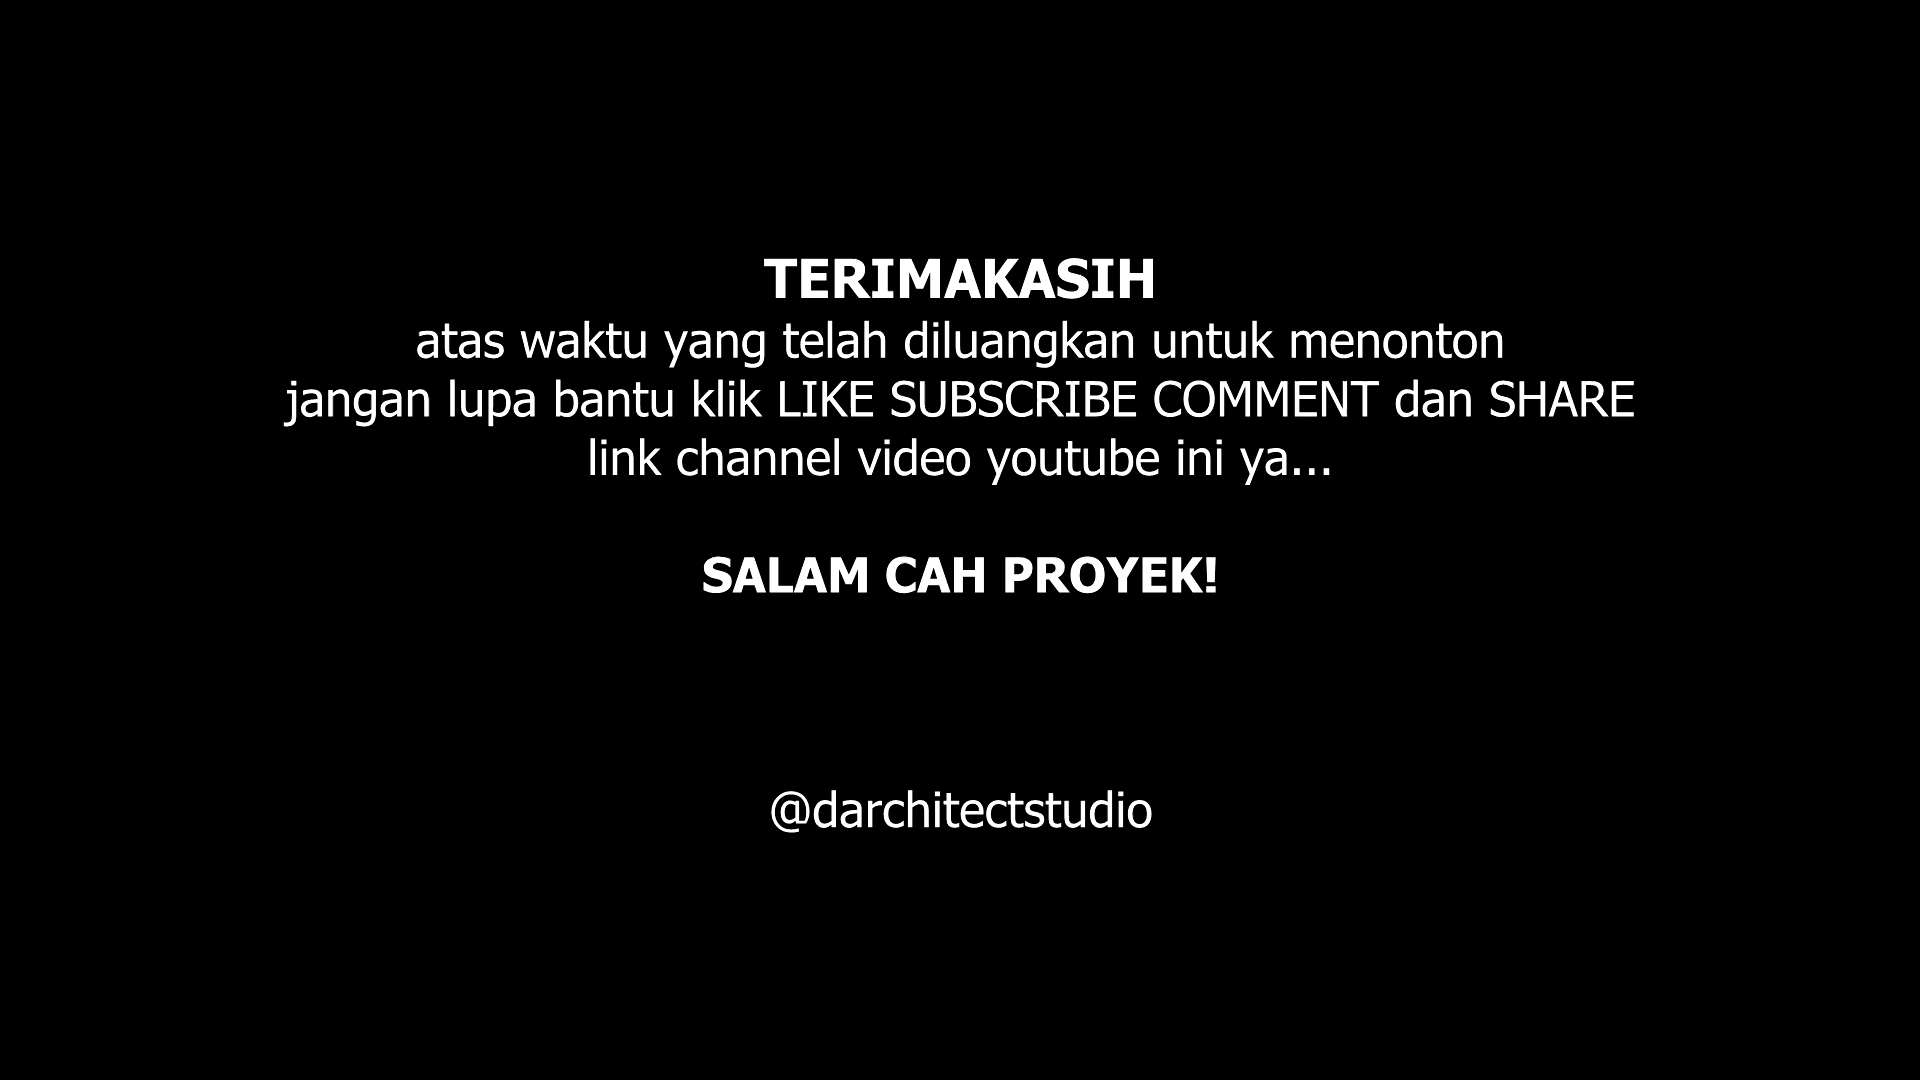 TERIMAKASIH
atas waktu yang telah diluangkan untuk menonton
jangan lupa bantu klik LIKE SUBSCRIBE COMMENT dan SHARE
link channel video youtube ini ya...
SALAM CAH PROYEK!
@darchitectstudio